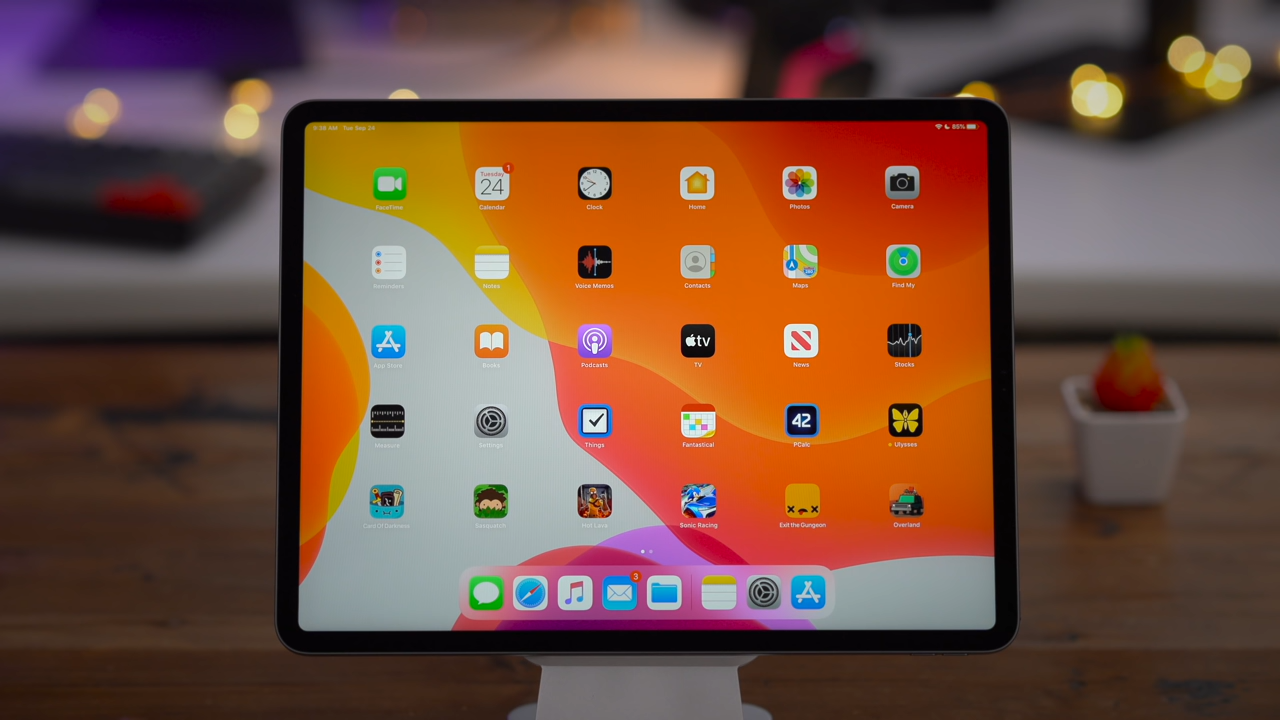 9:38 AM Tue Sep 24
85%
FaceTime
1
Tuesday
24
Calendar
Clock
Home
Photos
Camera
Reminders
Notes
Voice Memos
Contacts
Maps
Find My
App Store
Books
Podcasts
tv
TV
News
Stocks
Measure
Settings
Things
Fantastical
42
PCalc
Ulysses
Card Of Darkness
Sasquatch
Hot Lava
Sonic Racing
Exit the Gungeon
Overland
3